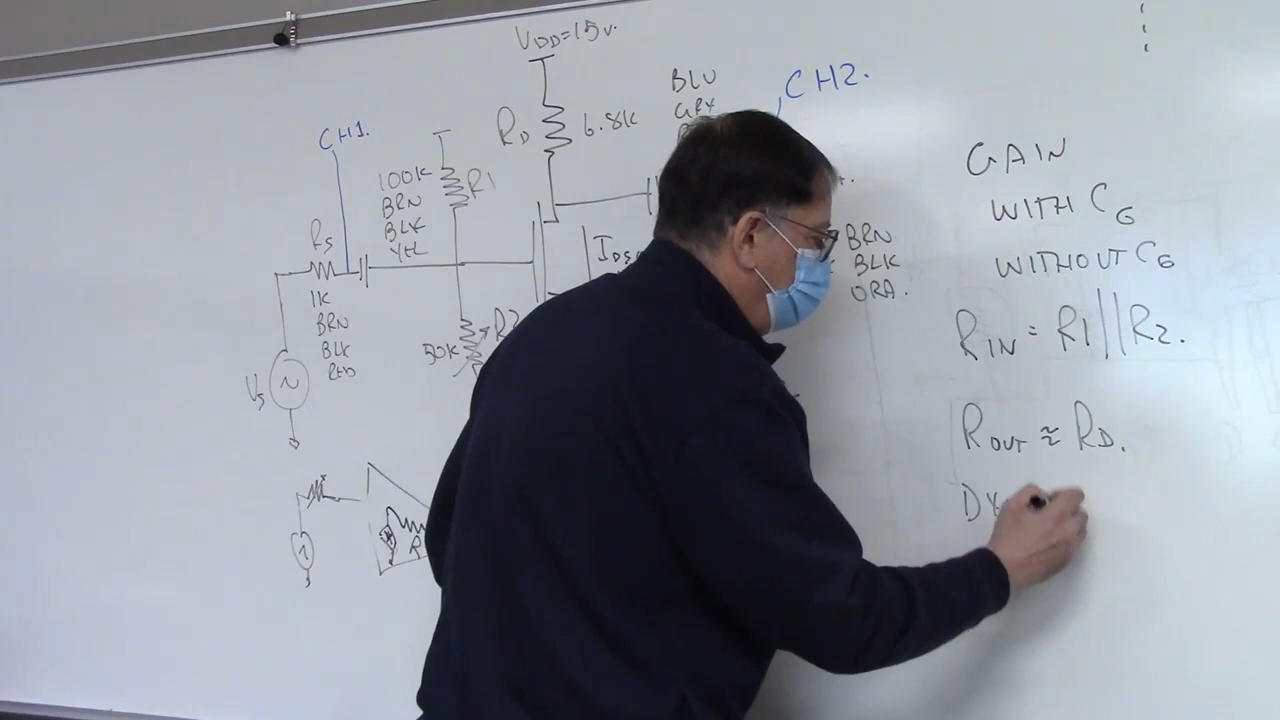 VDD=15V.
CH1.
RD
6.8K
BLU
GRY
CH2.
100K
BRN
BLK
YEL
R1
RS
1K
BRN
BLK
RED
VS
50K
R2
BRN
BLK
ORA.
R
GAIN
WITH CG
WITHOUT CG
RIN = R1||R2.
ROUT ≈ RD.
DY